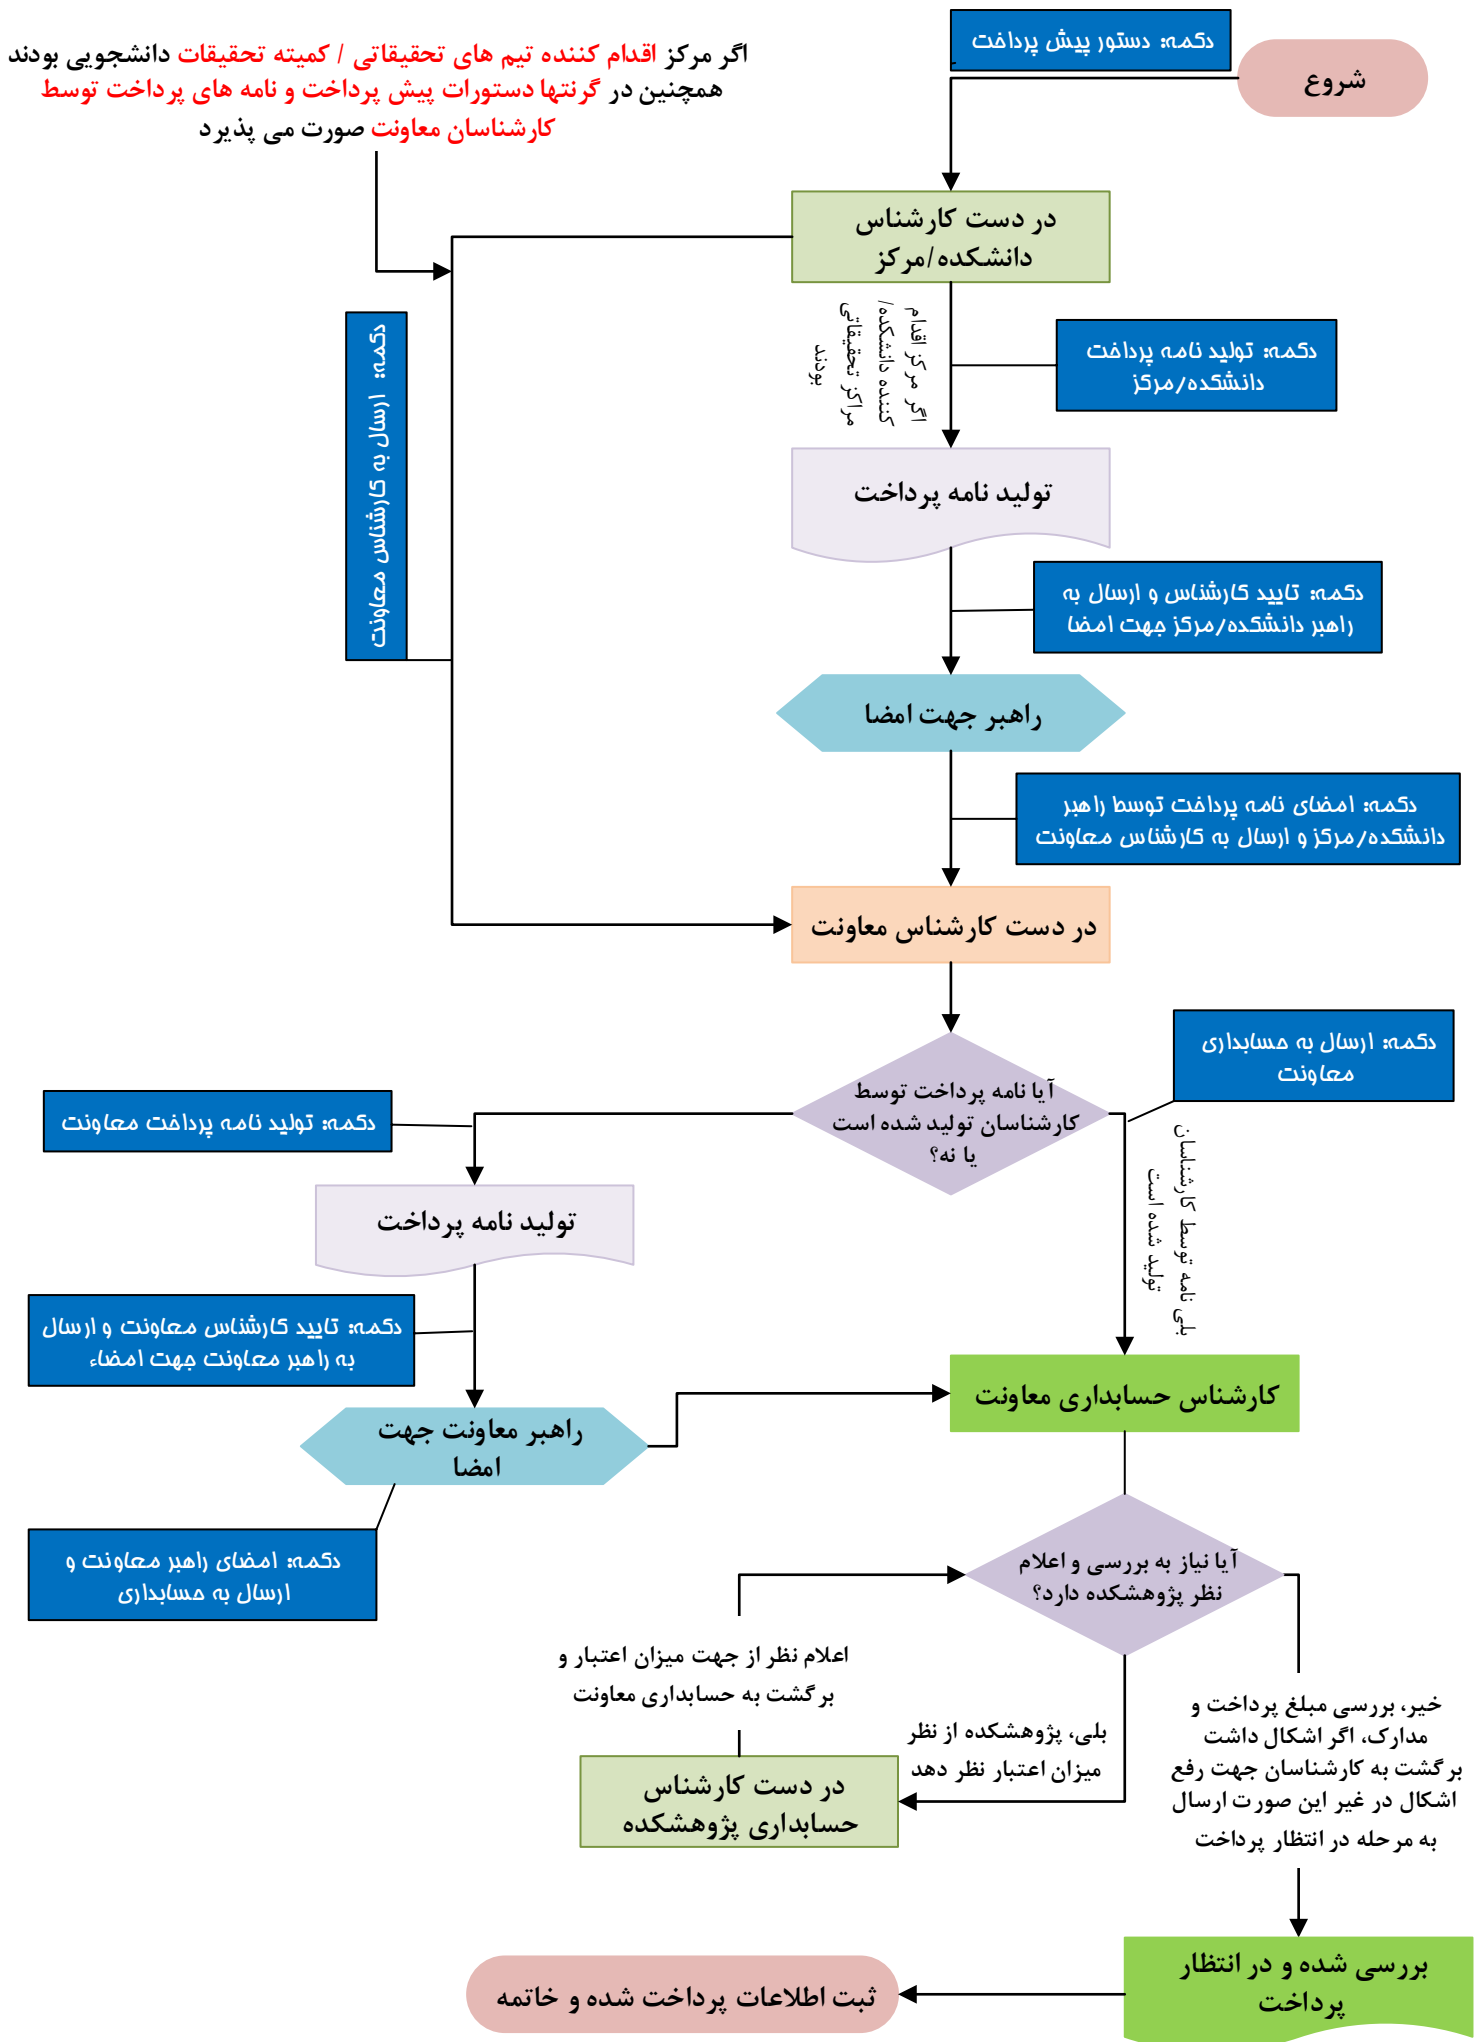 دکمه: دستور پیش پرداخت
شروع
اگر مرکز اقدام کننده تیم های تحقیقاتی / کمیته تحقیقات دانشجویی بودند
همچنین در گرنتها دستورات پیش پرداخت و نامه های پرداخت توسط
کارشناسان معاونت صورت می پذیرد
در دست کارشناس
دانشکده/مرکز
اگر مرکز اقدام
کننده دانشکده/
مراکز تحقیقاتی
بودند
دکمه: تولید نامه پرداخت
دانشکده/مرکز
دکمه: ارسال به کارشناس معاونت
تولید نامه پرداخت
دکمه: تایید کارشناس و ارسال به
راهبر دانشکده/مرکز جهت امضا
راهبر جهت امضا
دکمه: امضای نامه پرداخت توسط راهبر
دانشکده/مرکز و ارسال به کارشناس معاونت
در دست کارشناس معاونت
دکمه: ارسال به حسابداری
معاونت
آیا نامه پرداخت توسط
کارشناسان تولید شده است
یا نه؟
دکمه: تولید نامه پرداخت معاونت
بلی نامه توسط کارشناسان
تولید شده است
تولید نامه پرداخت
دکمه: تایید کارشناس معاونت و ارسال
به راهبر معاونت جهت امضاء
کارشناس حسابداری معاونت
راهبر معاونت جهت
امضا
دکمه: امضای راهبر معاونت و
ارسال به حسابداری
آیا نیاز به بررسی و اعلام
نظر پژوهشکده دارد؟
اعلام نظر از جهت میزان اعتبار و
برگشت به حسابداری معاونت
بلی، پژوهشکده از نظر
میزان اعتبار نظر دهد
خیر، بررسی مبلغ پرداخت و
مدارک، اگر اشکال داشت
برگشت به کارشناسان جهت رفع
اشکال در غیر این صورت ارسال
به مرحله در انتظار پرداخت
در دست کارشناس
حسابداری پژوهشکده
بررسی شده و در انتظار
پرداخت
ثبت اطلاعات پرداخت شده و خاتمه